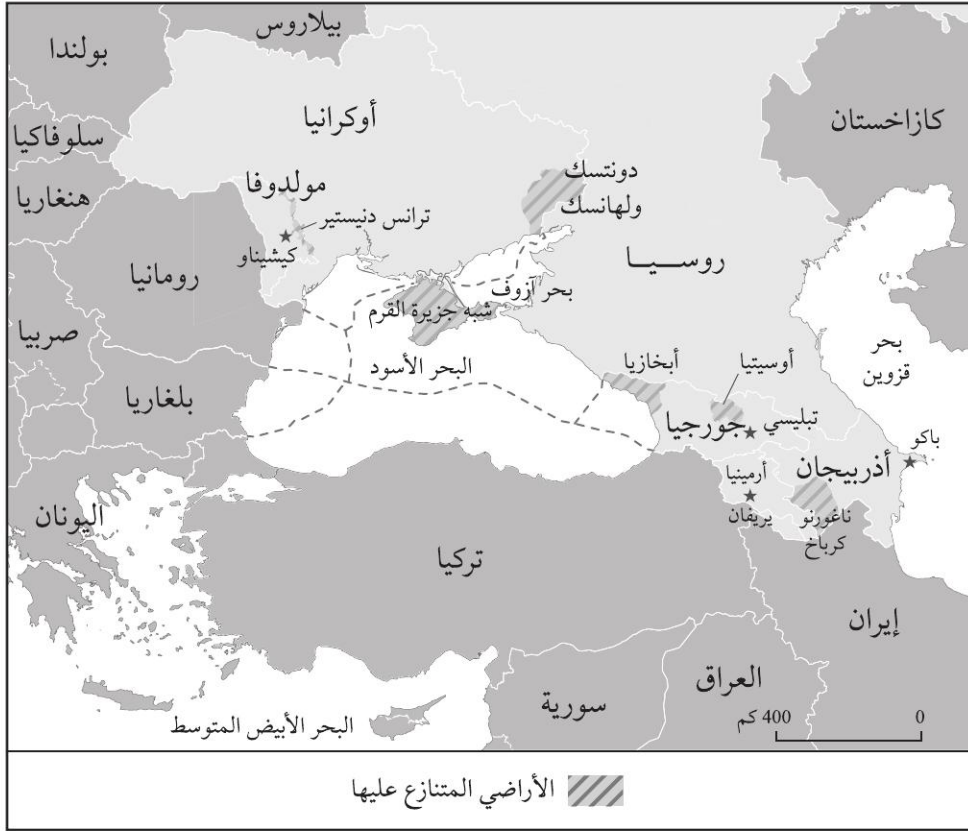 بيلاروس
بولندا
أوكرانيا
كازاخستان
سلوفاكيا
دونتسك
ولهانسك
مولدوفا
هنغاريا
ترانس دنيستير
كيشيناو
روسـيـا
رومانيا
بحر آزوف
شبه جزيرة القرم
صربيا
بحر
قزوين
أبخازيا
أوسيتيا
البحر الأسود
بلغاريا
تبليسي
جورجيا
باكو
أذربيجان
أرمينيا
ناغورنو
كرباخ
يريفان
اليونان
تركيا
إيران
العراق
سورية
البحر الأبيض المتوسط
0
400 كم
الأراضي المتنازع عليها